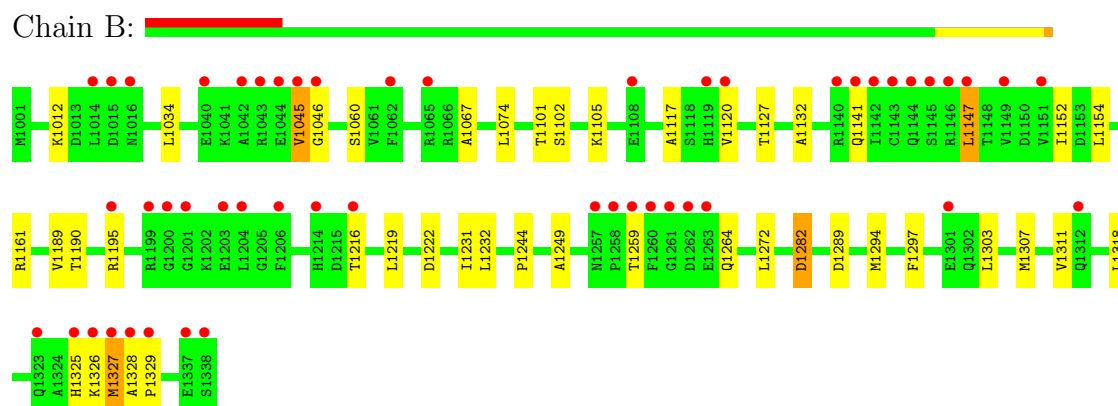 Chain B:
M1001 K1012 D1013 L1014 D1015 N1016 L1034 E1040 K1041 A1042 R1043 E1044 V1045 G1046 S1060 V1061 F1062 R1065 R1066 A1067 L1074 T1101 S1102 K1105 E1108 A1117 S1118 H1119 V1120 T1127 A1132 R1140 Q1141 I1142 C1143 Q1144 S1145 R1146 L1147 T1148 V1149 D1150 V1151 I1152 D1153 L1154
R1161 V1189 T1190 R1195 R1199 G1200 G1201 K1202 E1203 L1204 G1205 F1206 H1214 D1215 T1216 L1219 D1222 I1231 L1232 P1244 A1249 N1257 P1258 T1259 F1260 G1261 D1262 E1263 Q1264 L1272 D1282 D1289 M1294 F1297 E1301 Q1302 L1303 M1307 V1311 Q1312 L1318
Q1323 A1324 H1325 K1326 M1327 A1328 P1329 E1337 S1338